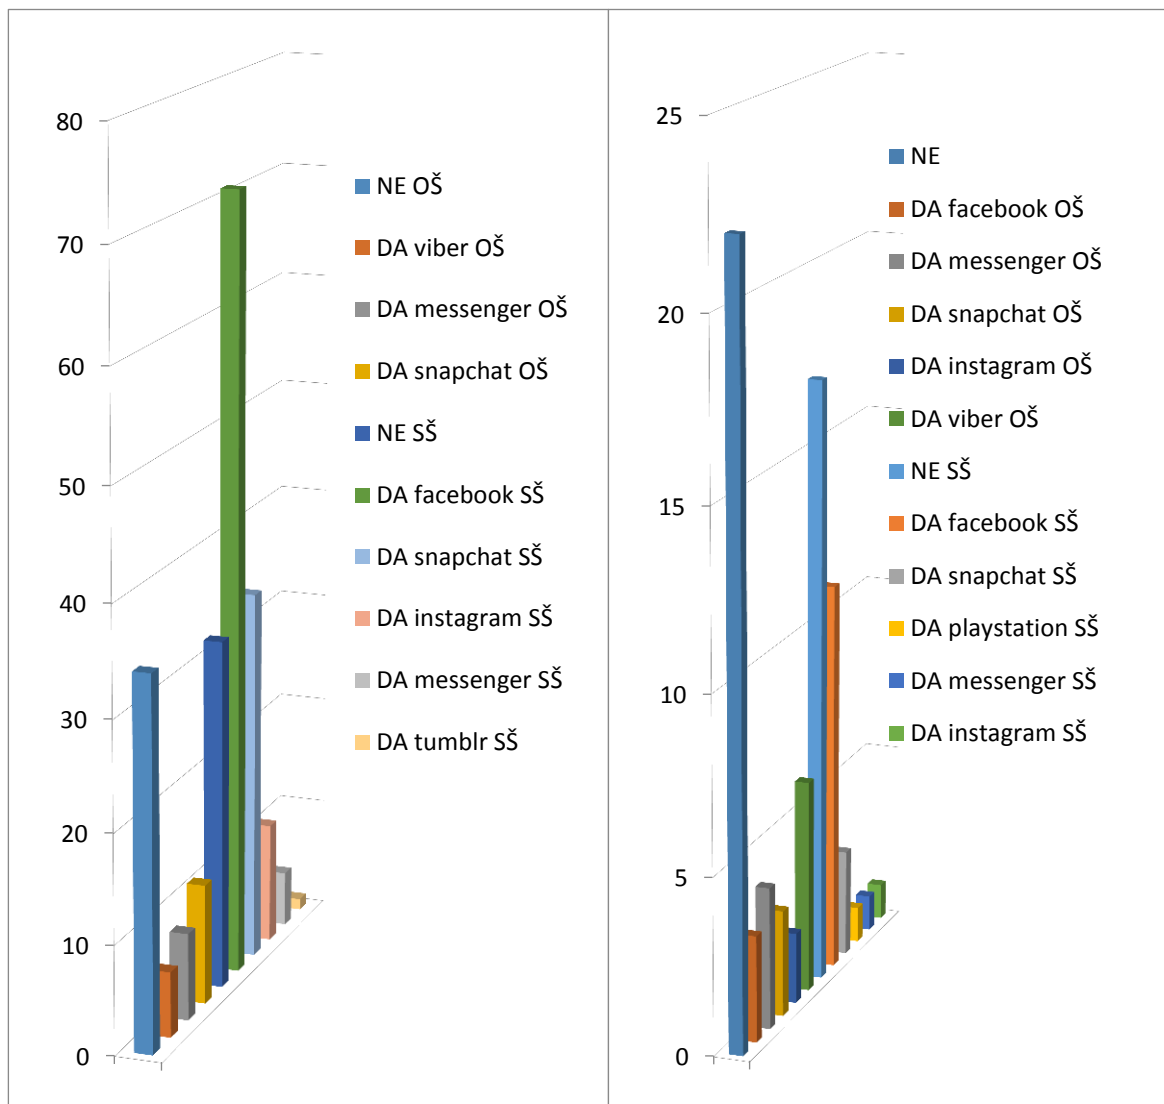 80
70
60
50
40
30
20
10
0
NE OŠ
DA viber OŠ
DA messenger OŠ
DA snapchat OŠ
NE SŠ
DA facebook SŠ
DA snapchat SŠ
DA instagram SŠ
DA messenger SŠ
DA tumblr SŠ
25
20
15
10
5
0
NE
DA facebook OŠ
DA messenger OŠ
DA snapchat OŠ
DA instagram OŠ
DA viber OŠ
NE SŠ
DA facebook SŠ
DA snapchat SŠ
DA playstation SŠ
DA messenger SŠ
DA instagram SŠ